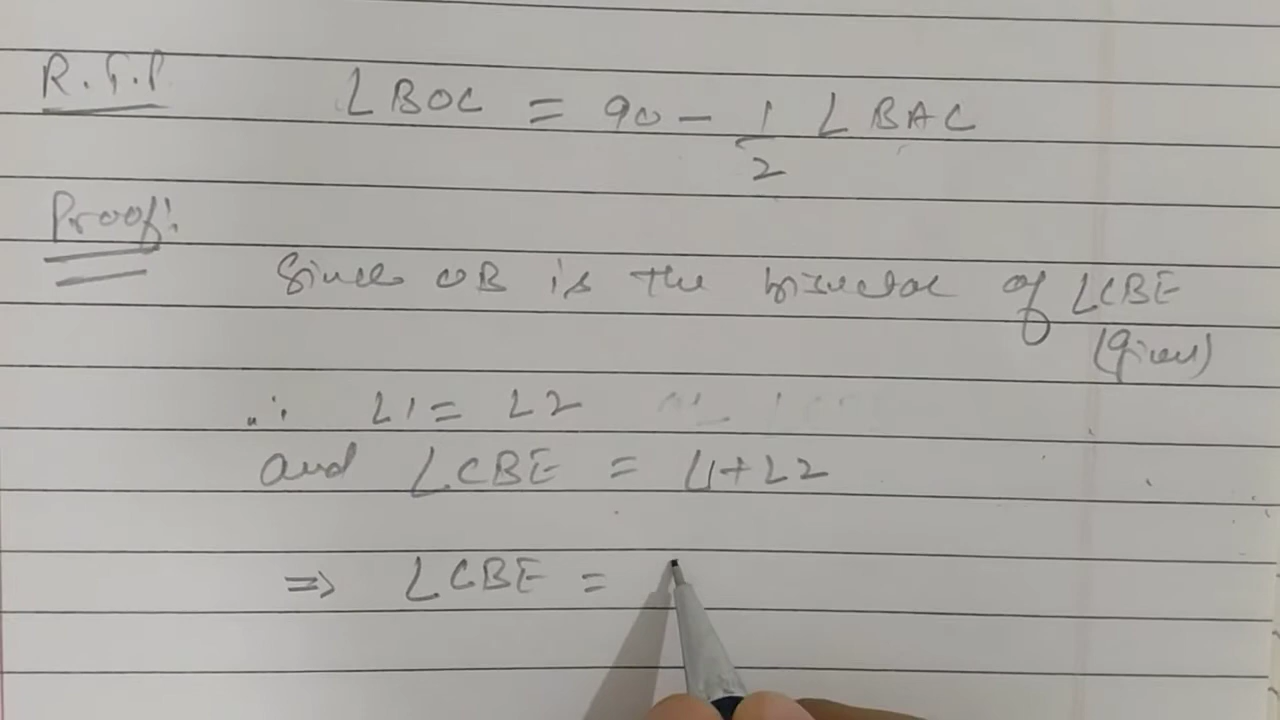 R.T.P ∠BOC = 90 - 1/2 ∠BAC
Proof:
Since OB is the bisector of ∠CBE
(given)
∴ ∠1 = ∠2
and ∠CBE = ∠1+∠2
⇒ ∠CBE =